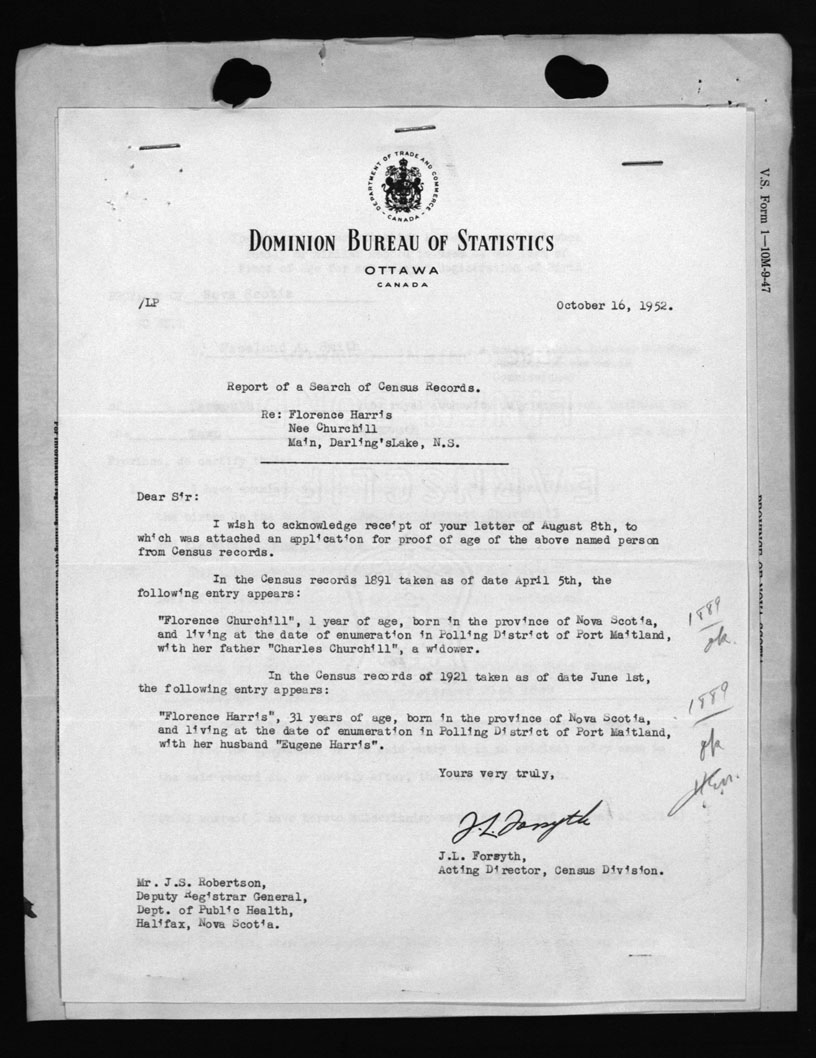 DEPARTMENT OF TRADE AND COMMERCE
CANADA
DOMINION BUREAU OF STATISTICS
OTTAWA
CANADA
/LP
October 16, 1952.
Report of a Search of Census Records.
Re: Florence Harris
Nee Churchill
Main, Darling'sLake, N.S.
Dear Sir:
I wish to acknowledge receipt of your letter of August 8th, to
which was attached an application for proof of age of the above named person
from Census records.
In the Census records 1891 taken as of date April 5th, the
following entry appears:
"Florence Churchill", 1 year of age, born in the province of Nova Scotia,
and living at the date of enumeration in Polling District of Port Maitland,
with her father "Charles Churchill", a widower.
1889
ok.
In the Census records of 1921 taken as of date June 1st,
the following entry appears:
"Florence Harris", 31 years of age, born in the province of Nova Scotia,
and living at the date of enumeration in Polling District of Port Maitland,
with her husband "Eugene Harris".
1889
ok
Yours very truly,
J.L. Forsyth
J.L. Forsyth,
Acting Director, Census Division.
Mr. J.S. Robertson,
Deputy Registrar General,
Dept. of Public Health,
Halifax, Nova Scotia.
V.S. Form 1—10M-9-47